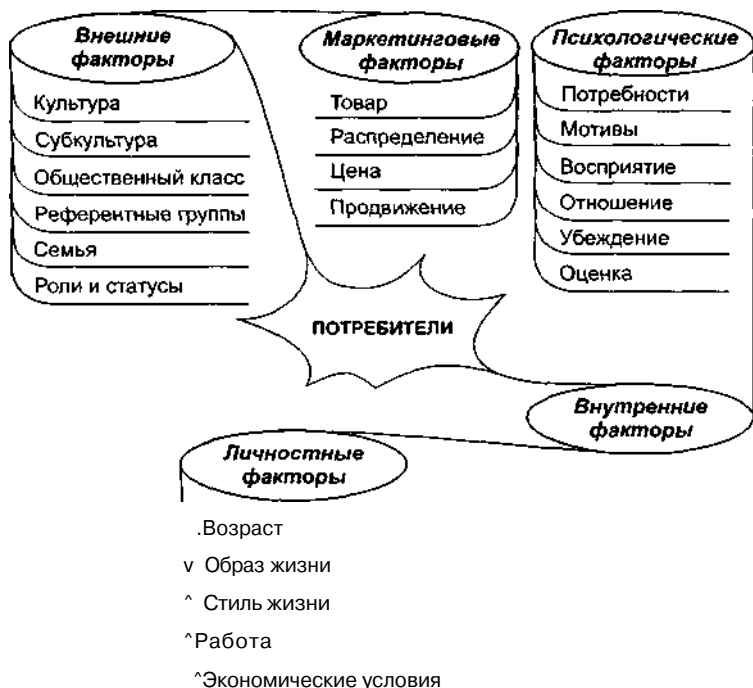 Внешние
факторы
Культура
Субкультура
Общественный класс
Референтные группы
Семья
Роли и статусы
Маркетинговые
факторы
Товар
Распределение
Цена
Продвижение
Психологические
факторы
Потребности
Мотивы
Восприятие
Отношение
Убеждение
Оценка
ПОТРЕБИТЕЛИ
Внутренние
факторы
Личностные
факторы
.Возраст
v Образ жизни
^ Стиль жизни
^Работа
^Экономические условия